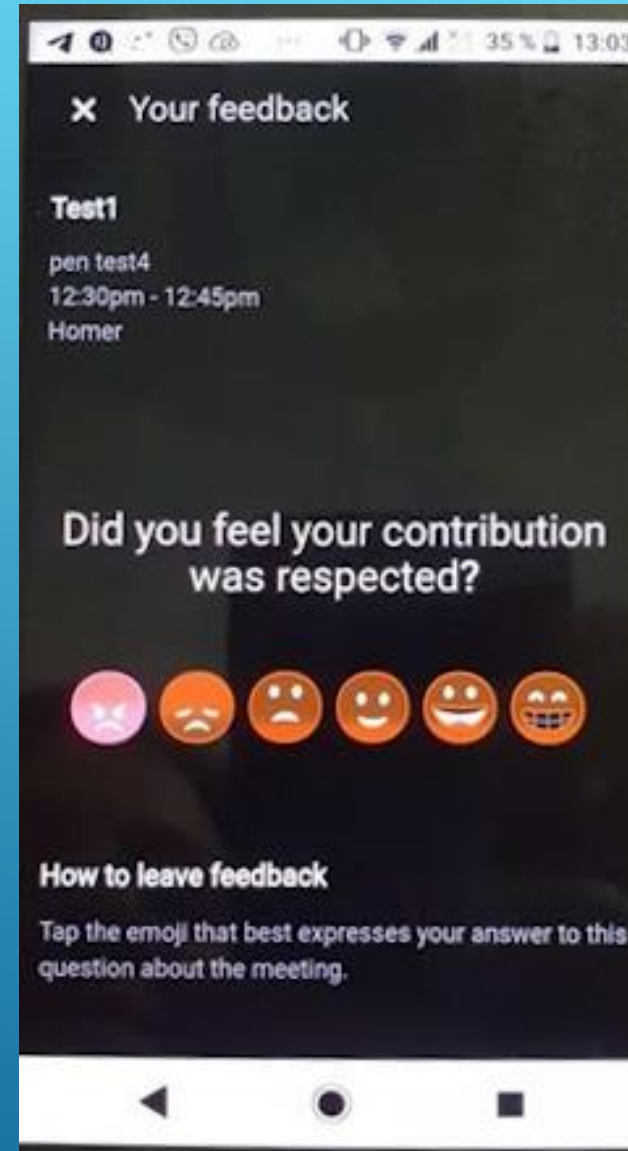 35 % 13:03
× Your feedback
Test1
pen test4
12:30pm - 12:45pm
Homer
Did you feel your contribution
was respected?
How to leave feedback
Tap the emoji that best expresses your answer to this
question about the meeting.